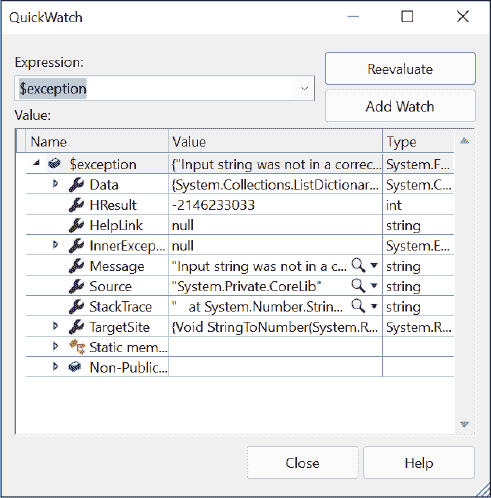 QuickWatch
Expression:
Reevaluate
$exception
Add Watch
Value:
Name Value Type
$exception {"Input string was not in a correc... System.F...
Data {System.Collections.ListDictionar... System.C...
HResult -2146233033 int
HelpLink null string
InnerExcep... null System.E...
Message "Input string was not in a c... string
Source "System.Private.CoreLib" string
StackTrace "   at System.Number.Strin... string
TargetSite {Void StringToNumber(System.R... System.R...
Static mem...
Non-Public...
Close Help